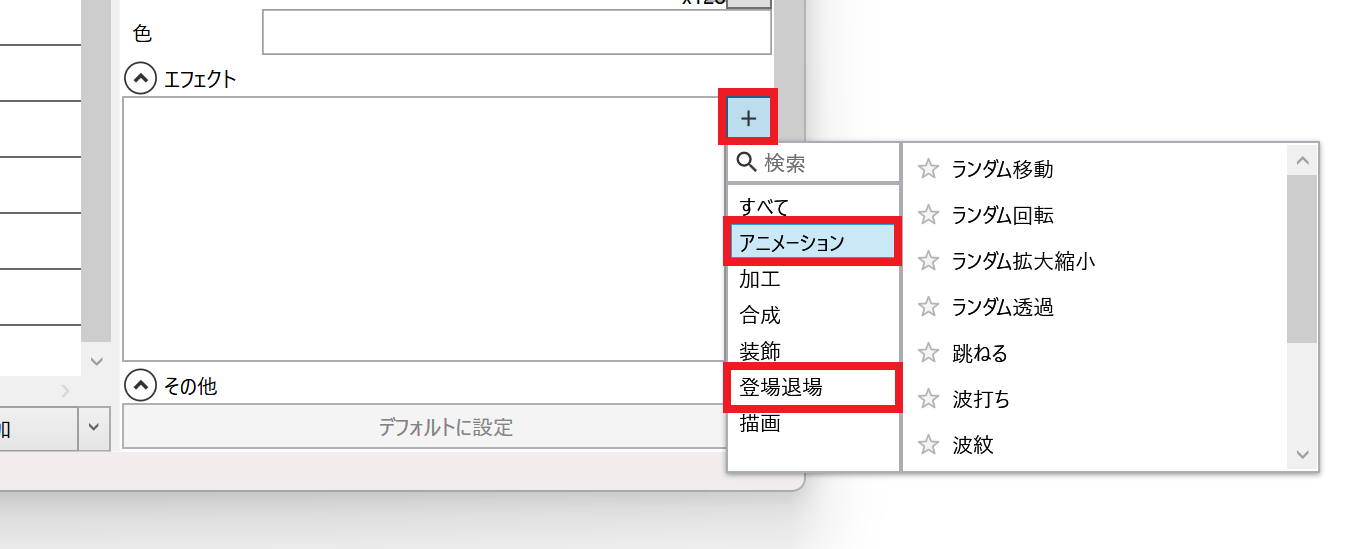 色
エフェクト
+
検索
すべて
アニメーション
加工
合成
装飾
登場退場
描画
ランダム移動
ランダム回転
ランダム拡大縮小
ランダム透過
跳ねる
波打ち
波紋
その他
デフォルトに設定